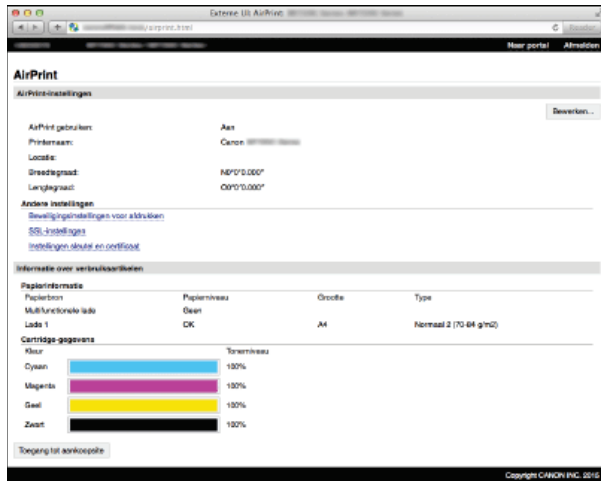 Externe UI: AirPrint:
/airprint.html
Reader
Naar portal Afmelden
AirPrint
AirPrint-instellingen
Bewerken...
AirPrint gebruiken: Aan
Printernaam: Canon
Locatie:
Breedtegraad: N0°0'0.000"
Lengtegraad: O0°0'0.000"
Andere instellingen
Beveiligingsinstellingen voor afdrukken
SSL-instellingen
Instellingen sleutel en certificaat
Informatie over verbruiksartikelen
Papierinformatie
Papierbron Papierniveau Grootte Type
Multifunctionele lade Geen
Lade 1 OK A4 Normaal 2 (70-84 g/m2)
Cartridge-gegevens
Kleur Tonerniveau
Cyaan 100%
Magenta 100%
Geel 100%
Zwart 100%
Toegang tot aankoopsite
Copyright CANON INC. 2015